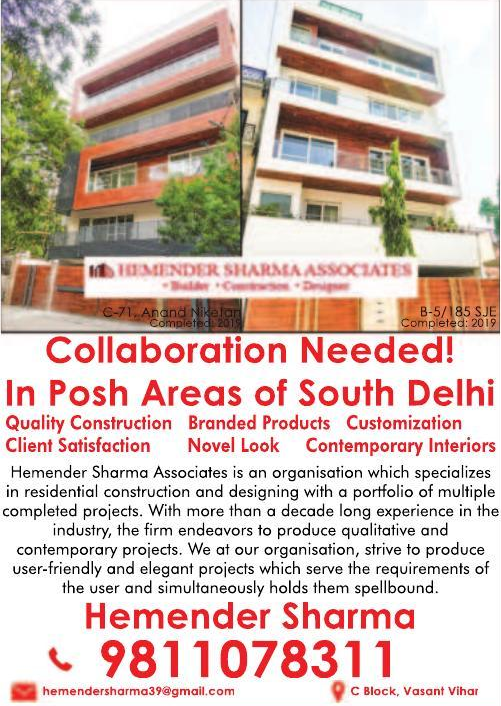 HEMENDER SHARMA ASSOCIATES
• Builder • Construction • Designer
C-71, Anand Niketan
Completed: 2019
B-5/185 SJE
Completed: 2019
Collaboration Needed!
In Posh Areas of South Delhi
Quality Construction Branded Products Customization
Client Satisfaction Novel Look Contemporary Interiors
Hemender Sharma Associates is an organisation which specializes
in residential construction and designing with a portfolio of multiple
completed projects. With more than a decade long experience in the
industry, the firm endeavors to produce qualitative and
contemporary projects. We at our organisation, strive to produce
user-friendly and elegant projects which serve the requirements of
the user and simultaneously holds them spellbound.
Hemender Sharma
9811078311
hemendersharma39@gmail.com
C Block, Vasant Vihar